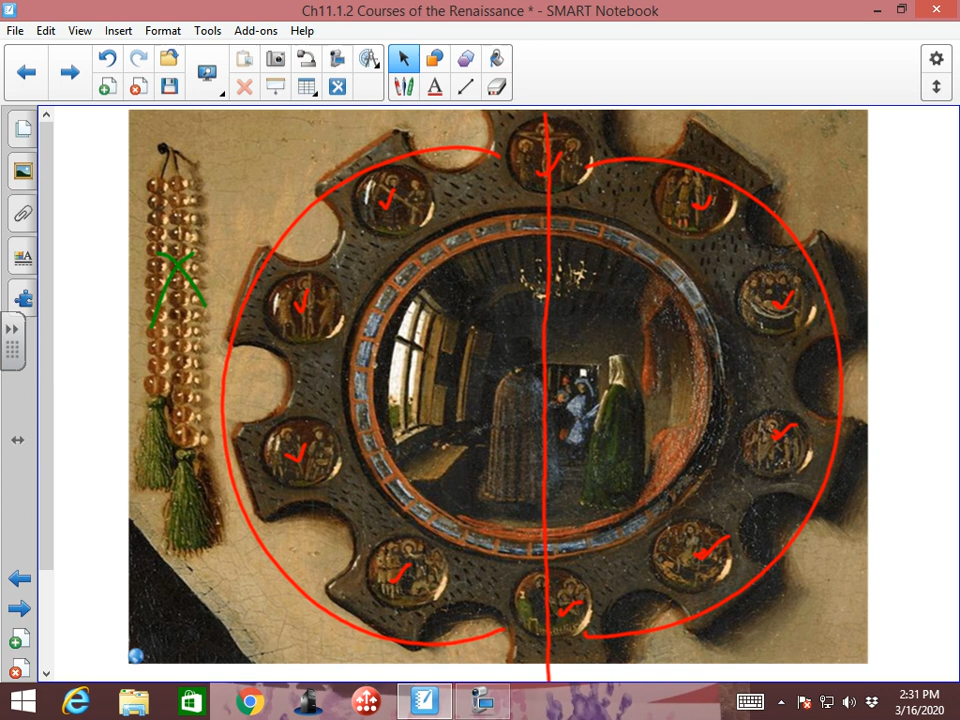 Ch11.1.2 Courses of the Renaissance * - SMART Notebook
File Edit View Insert Format Tools Add-ons Help
2:31 PM
3/16/2020